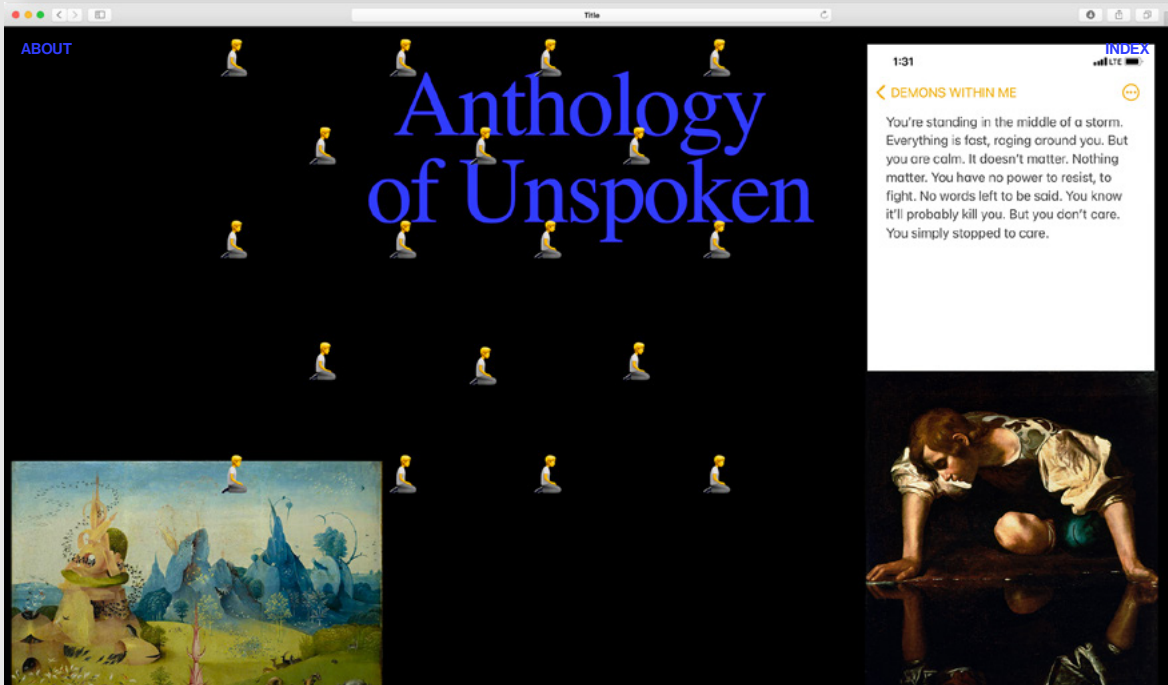 Title
ABOUT
INDEX
Anthology
of Unspoken
1:31
LTE
DEMONS WITHIN ME
You're standing in the middle of a storm.
Everything is fast, raging around you. But
you are calm. It doesn't matter. Nothing
matter. You have no power to resist, to
fight. No words left to be said. You know
it'll probably kill you. But you don't care.
You simply stopped to care.